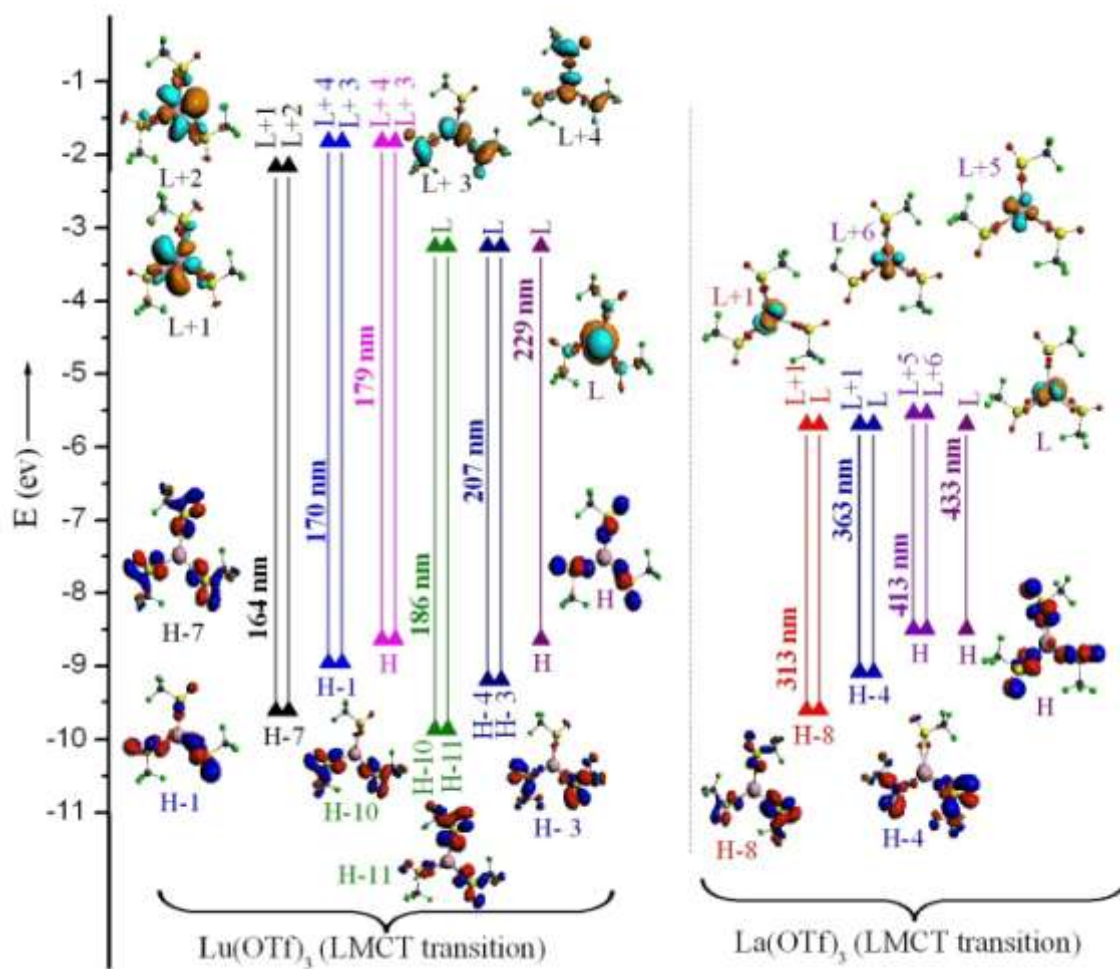 E (ev)
-1
-2
-3
-4
-5
-6
-7
-8
-9
-10
-11
L+2
L+1
H-7
H-1
L+1
L+2
164 nm
H-7
L+4
L+3
170 nm
H-1
L+4
L+3
179 nm
H
L
186 nm
H-10
H-11
L
207 nm
H-4
H-3
L
229 nm
H
L+ 3
L+4
L
H
H-10
H-11
H- 3
Lu(OTf)3 (LMCT transition)
L+1
L+6
L+5
L
L+1
L
313 nm
H-8
L+1
L
363 nm
H-4
L+5
L+6
413 nm
H
L
433 nm
H
H
H-8
H-4
La(OTf)3 (LMCT transition)